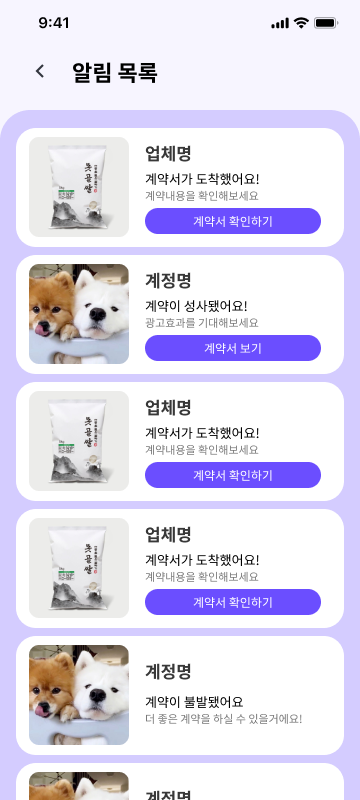 9:41
알림 목록
업체명
계약서가 도착했어요!
계약내용을 확인해보세요
계약서 확인하기
계정명
계약이 성사됐어요!
광고효과를 기대해보세요
계약서 보기
업체명
계약서가 도착했어요!
계약내용을 확인해보세요
계약서 확인하기
업체명
계약서가 도착했어요!
계약내용을 확인해보세요
계약서 확인하기
계정명
계약이 불발됐어요
더 좋은 계약을 하실 수 있을거에요!
계정명